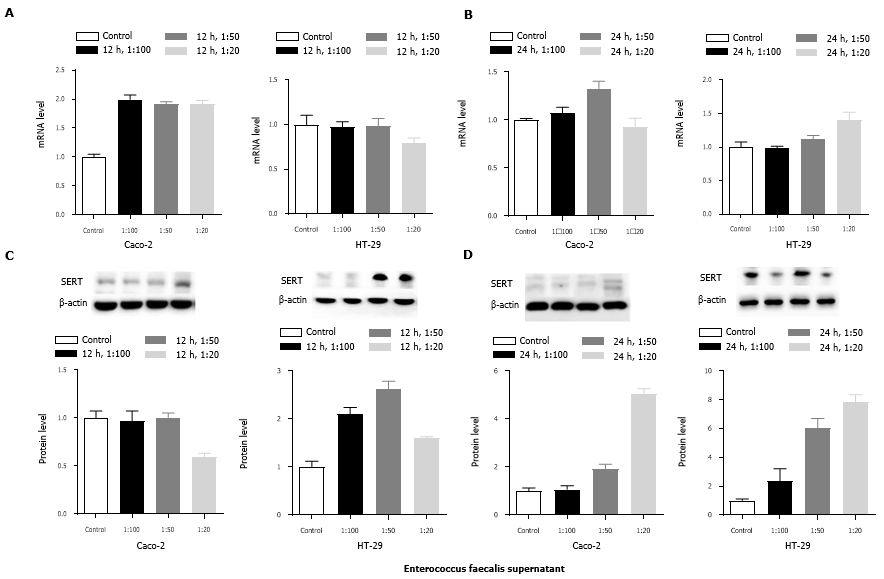 A
Control
12 h, 1:50
12 h, 1:100
12 h, 1:20
mRNA level
2.5
2.0
1.5
1.0
0.5
0.0
Control
1:100
1:50
1:20
Caco-2
Control
12 h, 1:50
12 h, 1:100
12 h, 1:20
mRNA level
1.5
1.0
0.5
0.0
Control
1:100
1:50
1:20
HT-29
B
Control
24 h, 1:50
24 h, 1:100
24 h, 1:20
mRNA level
1.5
1.0
0.5
0.0
Control
1□100
1□50
1□20
Caco-2
Control
24 h, 1:50
24 h, 1:100
24 h, 1:20
mRNA level
2.0
1.5
1.0
0.5
0.0
Control
1:100
1:50
1:20
HT-29
C
SERT
β-actin
Control
12 h, 1:50
12 h, 1:100
12 h, 1:20
Protein level
1.5
1.0
0.5
0.0
Control
1:100
1:50
1:20
Caco-2
SERT
β-actin
Control
12 h, 1:50
12 h, 1:100
12 h, 1:20
Protein level
3
2
1
0
Control
1:100
1:50
1:20
HT-29
D
SERT
β-actin
Control
24 h, 1:50
24 h, 1:100
24 h, 1:20
Protein level
6
4
2
0
Control
1:100
1:50
1:20
Caco-2
SERT
β-actin
Control
24 h, 1:50
24 h, 1:100
24 h, 1:20
Protein level
10
8
6
4
2
0
Control
1:100
1:50
1:20
HT-29
Enterococcus faecalis supernatant